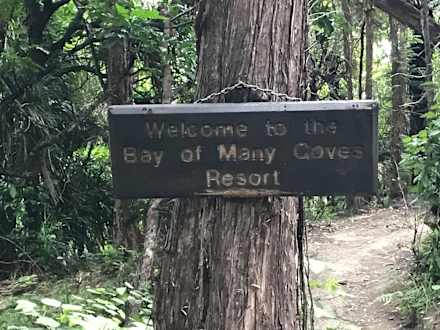 Welcome to the
Bay of Many Coves
Resort